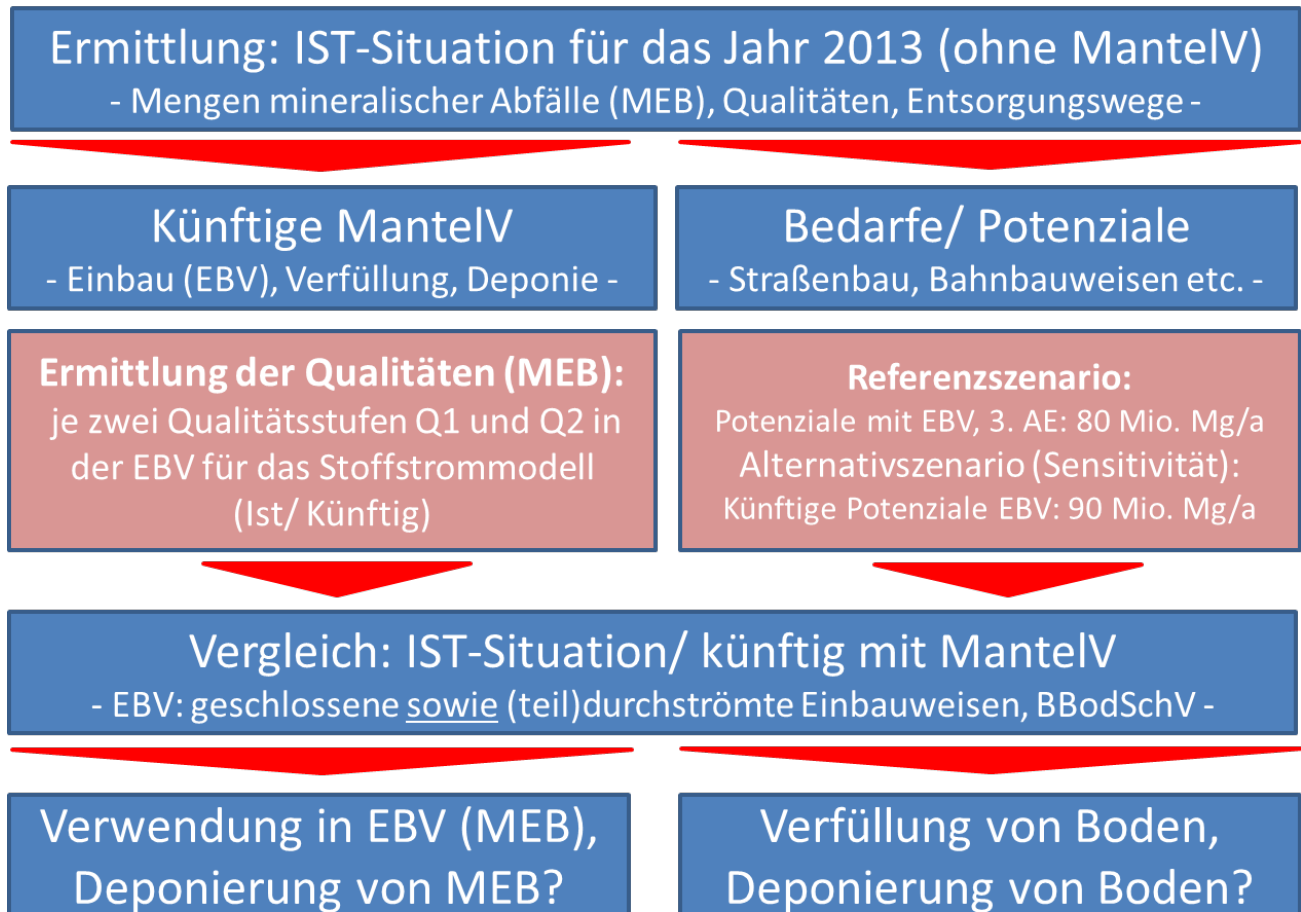 Ermittlung: IST-Situation für das Jahr 2013 (ohne MantelV)
- Mengen mineralischer Abfälle (MEB), Qualitäten, Entsorgungswege -
Künftige MantelV
- Einbau (EBV), Verfüllung, Deponie -
Bedarfe/ Potenziale
- Straßenbau, Bahnbauweisen etc. -
Ermittlung der Qualitäten (MEB):
je zwei Qualitätsstufen Q1 und Q2 in
der EBV für das Stoffstrommodell
(Ist/ Künftig)
Referenzszenario:
Potenziale mit EBV, 3. AE: 80 Mio. Mg/a
Alternativszenario (Sensitivität):
Künftige Potenziale EBV: 90 Mio. Mg/a
Vergleich: IST-Situation/ künftig mit MantelV
- EBV: geschlossene sowie (teil)durchströmte Einbauweisen, BBodSchV -
Verwendung in EBV (MEB),
Deponierung von MEB?
Verfüllung von Boden,
Deponierung von Boden?